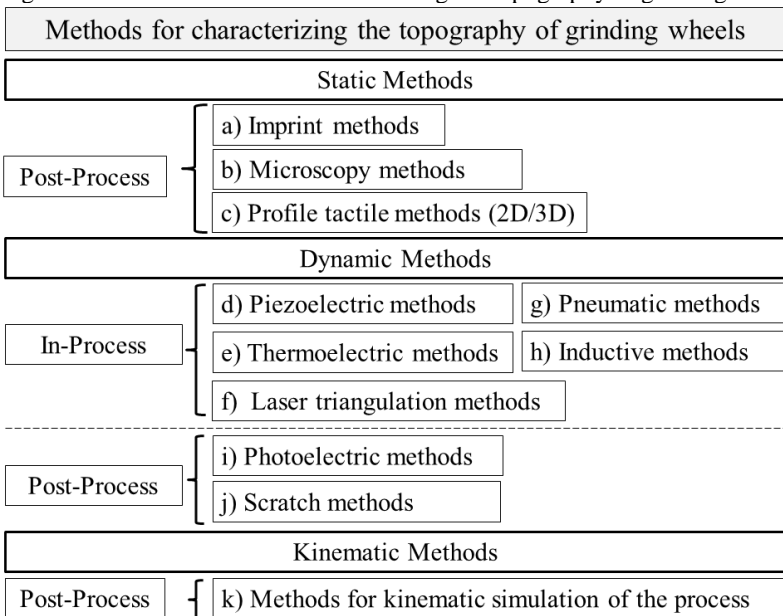 Methods for characterizing the topography of grinding wheels
Static Methods
Post-Process
a) Imprint methods
b) Microscopy methods
c) Profile tactile methods (2D/3D)
Dynamic Methods
In-Process
d) Piezoelectric methods
g) Pneumatic methods
e) Thermoelectric methods
h) Inductive methods
f) Laser triangulation methods
Post-Process
i) Photoelectric methods
j) Scratch methods
Kinematic Methods
Post-Process
k) Methods for kinematic simulation of the process